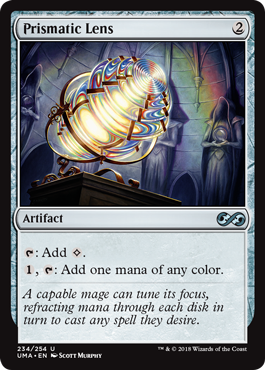 Prismatic Lens 2
Artifact
: Add .
1, : Add one mana of any color.
A capable mage can tune its focus,
refracting mana through each disk in
turn to cast any spell they desire.
234/254 U
UMA • EN Scott Murphy
™ & © 2018 Wizards of the Coast